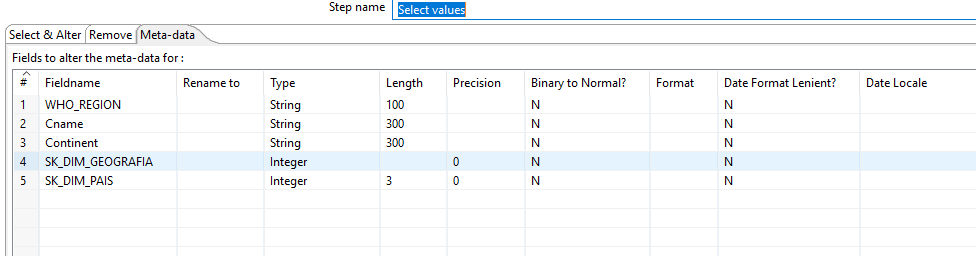 Step name Select values
Select & Alter Remove Meta-data
Fields to alter the meta-data for :
# Fieldname Rename to Type Length Precision Binary to Normal? Format Date Format Lenient? Date Locale
1 WHO_REGION String 100 N N
2 Cname String 300 N N
3 Continent String 300 N N
4 SK_DIM_GEOGRAFIA Integer 0 N N
5 SK_DIM_PAIS Integer 3 0 N N